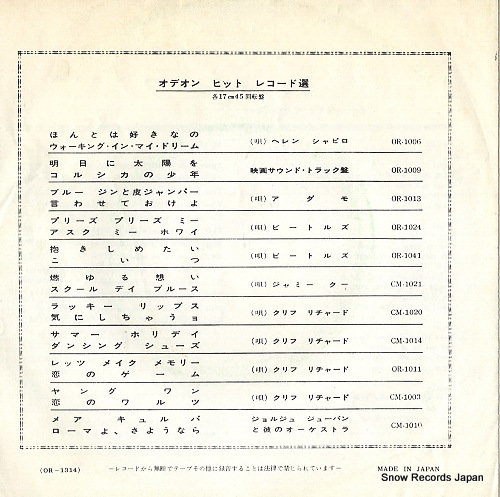 オデオン ヒット レコード選
各17cm45回転盤
ほんとは好きなの
ウォーキング・イン・マイ・ドリーム
(唄) ヘレン シャピロ
OR-1006
明日に太陽を
コルシカの少年
映画サウンド・トラック盤
OR-1009
ブルー ジンと皮ジャンパー
言わせておけよ
(唄) アダモ
OR-1013
プリーズ プリーズ ミー
アスク ミー ホワイ
(唄) ビートルズ
OR-1024
抱きしめたい
こいつ
(唄) ビートルズ
OR-1041
燃ゆる想い
スクール デイ ブルース
(唄) ジャミー クー
CM-1021
ラッキー リップス
気にしちゃうョ
(唄) クリフ リチャード
CM-1020
サマー ホリデイ
ダンシング シューズ
(唄) クリフ リチャード
CM-1014
レッツ メイク メモリー
恋のゲーム
(唄) クリフ リチャード
OR-1011
ヤング ワン
恋のワルツ
(唄) クリフ リチャード
CM-1003
メア キュルパ
ローマよ、さようなら
ジョルジュ ジューバン
と彼のオーケストラ
CM-1010
(OR-1314)
―レコードから無断でテープその他に録音することは法律で禁じられています―
MADE IN JAPAN
Snow Records Japan